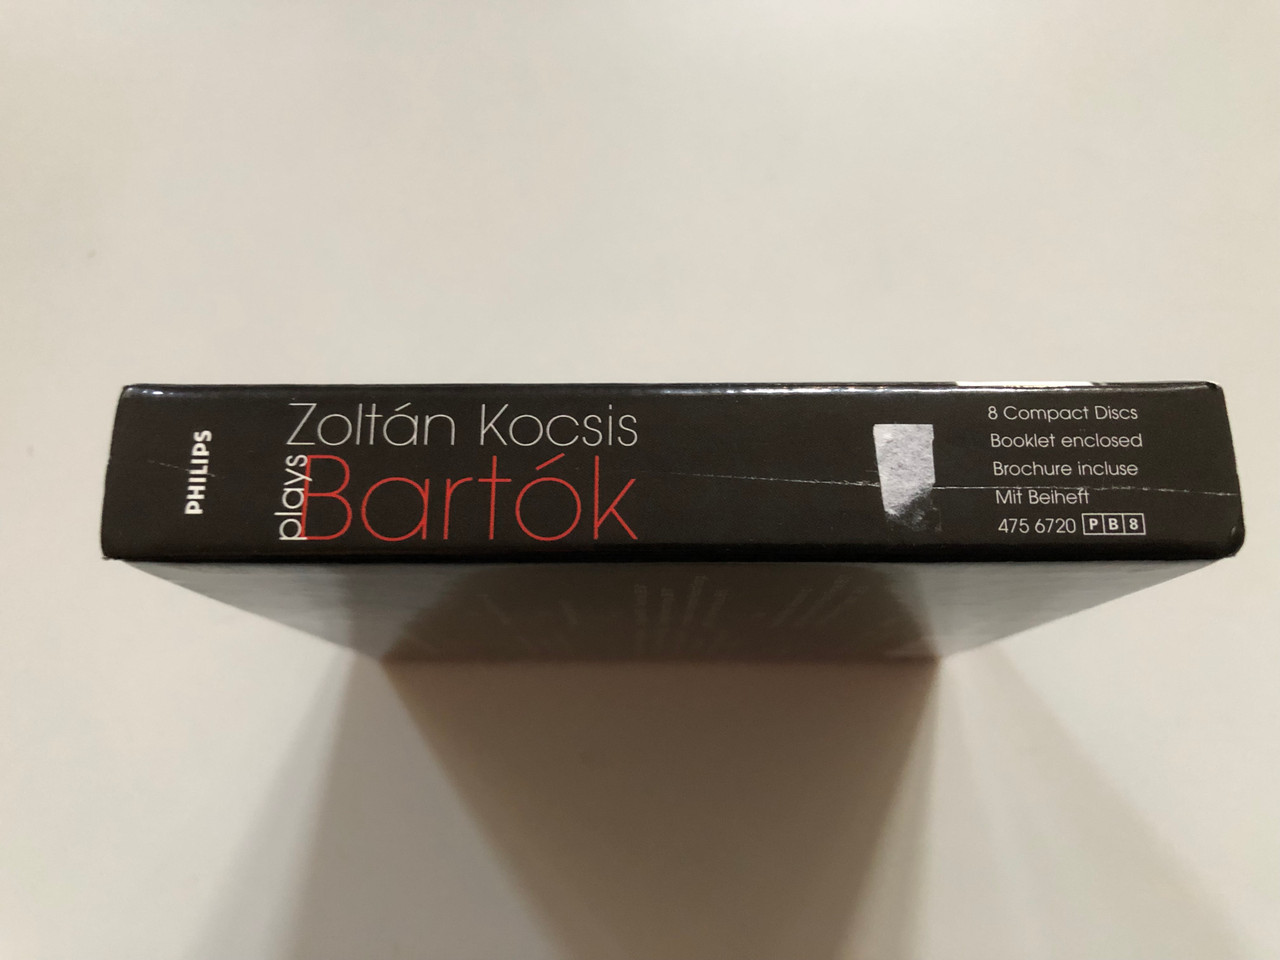 PHILIPS
Zoltán Kocsis
plays
Bartók
8 Compact Discs
Booklet enclosed
Brochure incluse
Mit Beiheft
475 6720 PB8